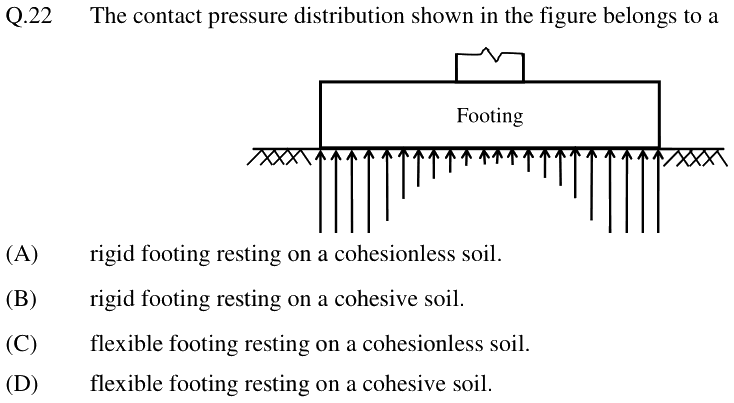 Q.22 The contact pressure distribution shown in the figure belongs to a
Footing
(A) rigid footing resting on a cohesionless soil.
(B) rigid footing resting on a cohesive soil.
(C) flexible footing resting on a cohesionless soil.
(D) flexible footing resting on a cohesive soil.